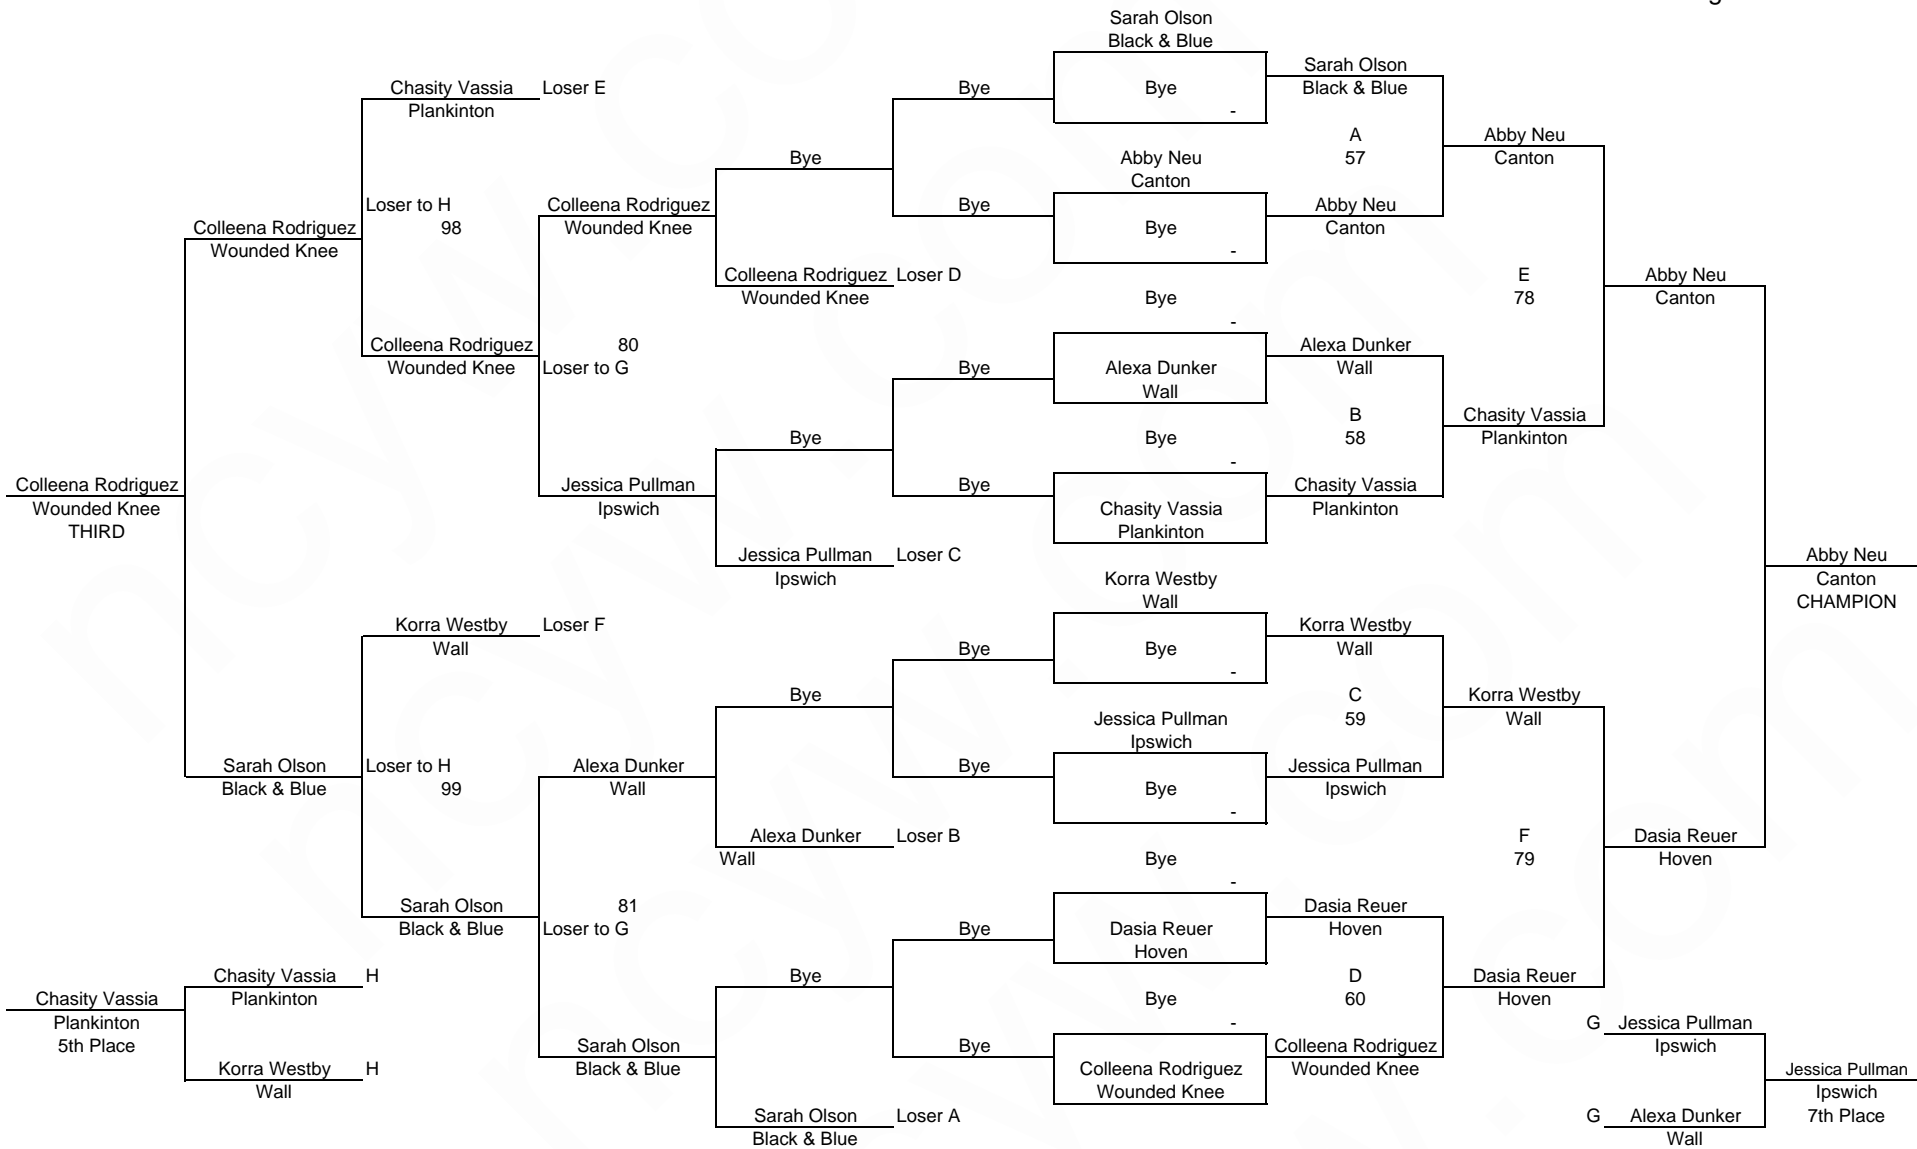 g
Sarah Olson
Black & Blue
Sarah Olson
Chasity Vassia Loser E Bye Bye Black & Blue
Plankinton
-
A Abby Neu
Bye Abby Neu 57 Canton
Canton
Loser to H Colleena Rodriguez Bye Abby Neu
Colleena Rodriguez 98 Wounded Knee Bye Canton
Wounded Knee
-
Colleena Rodriguez Loser D E Abby Neu
Wounded Knee Bye 78 Canton
-
Colleena Rodriguez 80 Alexa Dunker
Wounded Knee Loser to G Bye Alexa Dunker Wall
Wall
B Chasity Vassia
Bye Bye 58 Plankinton
-
Colleena Rodriguez Jessica Pullman Bye Chasity Vassia
Wounded Knee Ipswich Chasity Vassia Plankinton
THIRD Plankinton
Jessica Pullman Loser C Abby Neu
Ipswich Korra Westby Canton
Wall CHAMPION
Korra Westby Loser F Korra Westby
Wall Bye Bye Wall
-
Bye C Korra Westby
Jessica Pullman 59 Wall
Ipswich
Sarah Olson Loser to H Alexa Dunker Bye Jessica Pullman
Black & Blue 99 Wall Bye Ipswich
-
Alexa Dunker Loser B F Dasia Reuer
Wall Bye 79 Hoven
-
Sarah Olson 81 Dasia Reuer
Black & Blue Loser to G Bye Dasia Reuer Hoven
Hoven
Chasity Vassia H Bye D Dasia Reuer
Chasity Vassia Plankinton Bye 60 Hoven
Plankinton - G Jessica Pullman
5th Place Sarah Olson Bye Colleena Rodriguez Ipswich
Korra Westby H Black & Blue Colleena Rodriguez Wounded Knee Jessica Pullman
Wall Wounded Knee Ipswich
Sarah Olson Loser A G Alexa Dunker 7th Place
Black & Blue Wall
ncyw.com
ncyw.com
ncyw.com